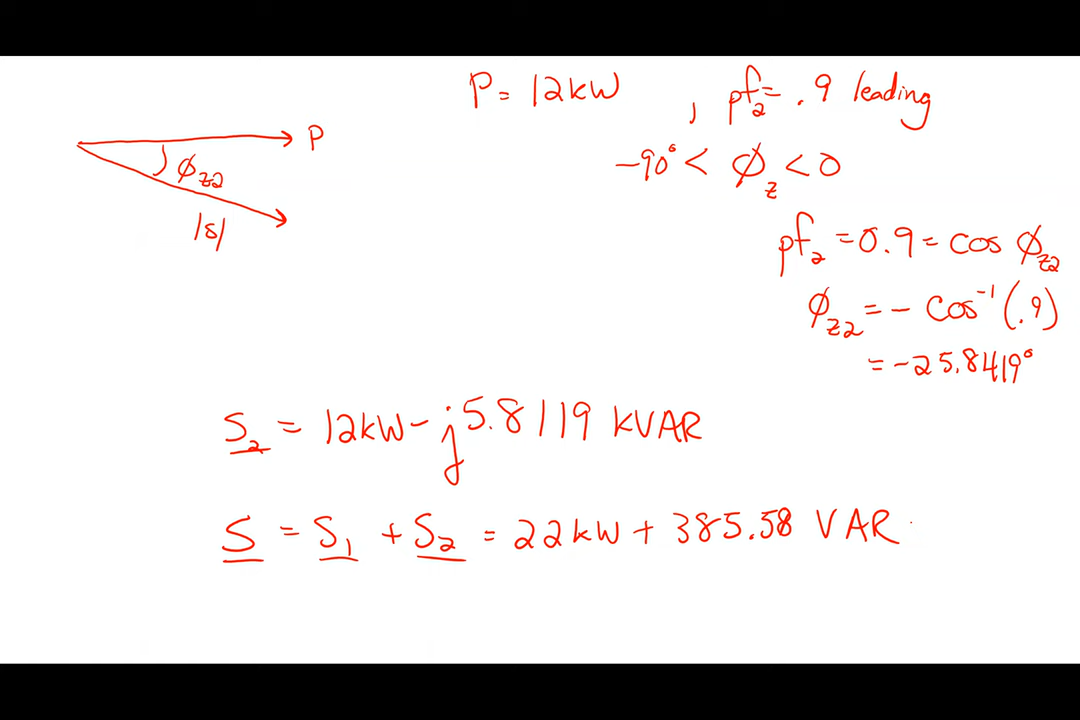 P = 12kW , pf₂ = .9 leading
P
ϕz2
|s|
-90° < ϕz < 0
pf₂ = 0.9 = cos ϕz2
ϕz2 = - cos⁻¹(.9)
= -25.8419°
S₂ = 12kW - j5.8119 KVAR
S = S₁ + S₂ = 22kW + 385.58 VAR